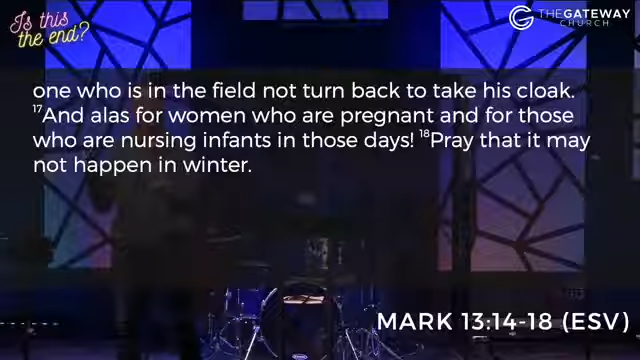 Is this
the end?
THEGATEWAY
CHURCH
one who is in the field not turn back to take his cloak.
17And alas for women who are pregnant and for those
who are nursing infants in those days! 18Pray that it may
not happen in winter.
MARK 13:14-18 (ESV)